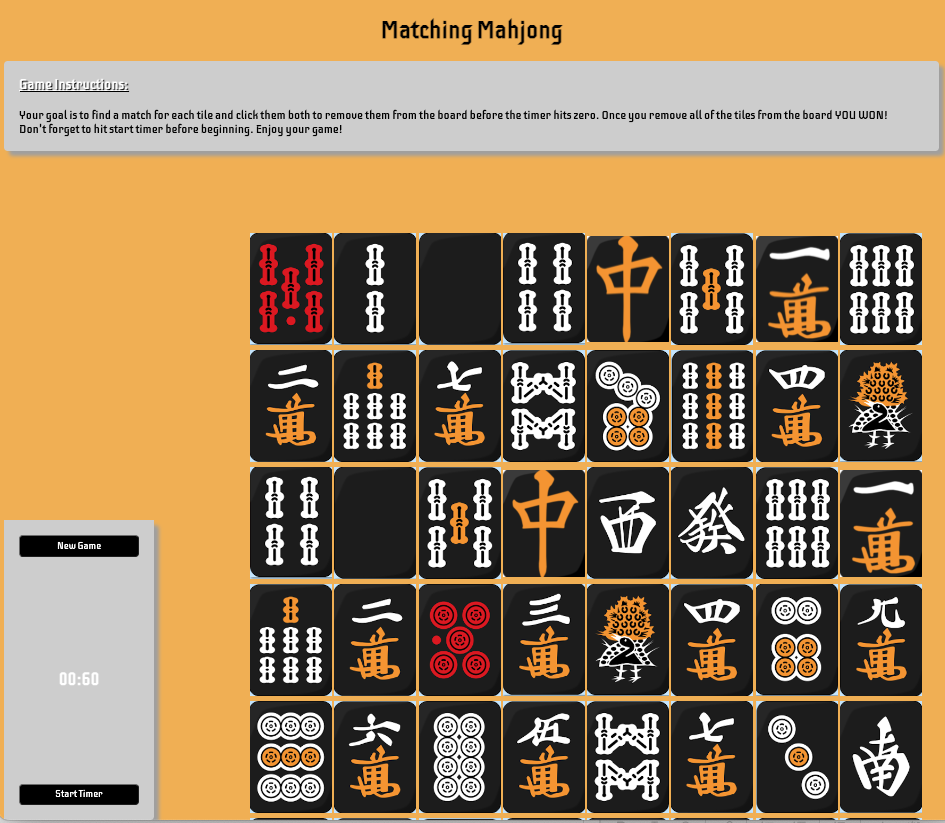 Matching Mahjong
Game Instructions:
Your goal is to find a match for each tile and click them both to remove them from the board before the timer hits zero. Once you remove all of the tiles from the board YOU WON!
Don't forget to hit start timer before beginning. Enjoy your game!
中 一萬
二萬 七萬 四萬
中 西 發 一萬
二萬 三萬 四萬 九萬
六萬 伍萬 七萬 南
New Game
00:60
Start Timer